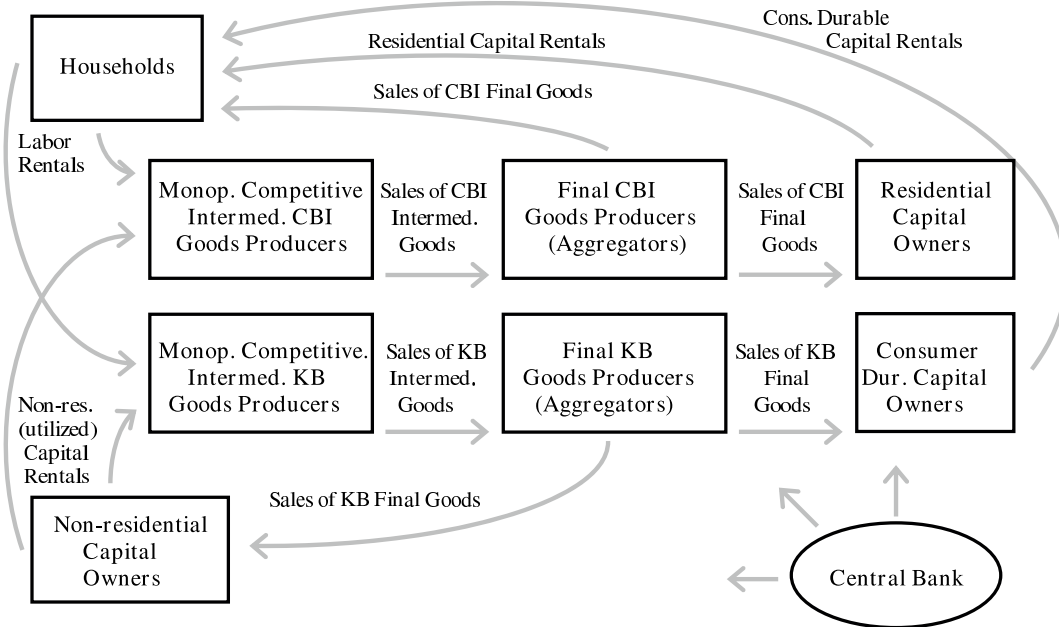 Cons. Durable
Capital Rentals
Residential Capital Rentals
Households
Sales of CBI Final Goods
Labor
Rentals
Monop. Competitive
Intermed. CBI
Goods Producers
Sales of CBI
Intermed.
Goods
Final CBI
Goods Producers
(Aggregators)
Sales of CBI
Final
Goods
Residential
Capital
Owners
Monop. Competitive.
Intermed. KB
Goods Producers
Sales of KB
Intermed.
Goods
Final KB
Goods Producers
(Aggregators)
Sales of KB
Final
Goods
Consumer
Dur. Capital
Owners
Non-res.
(utilized)
Capital
Rentals
Sales of KB Final Goods
Non-residential
Capital
Owners
Central Bank